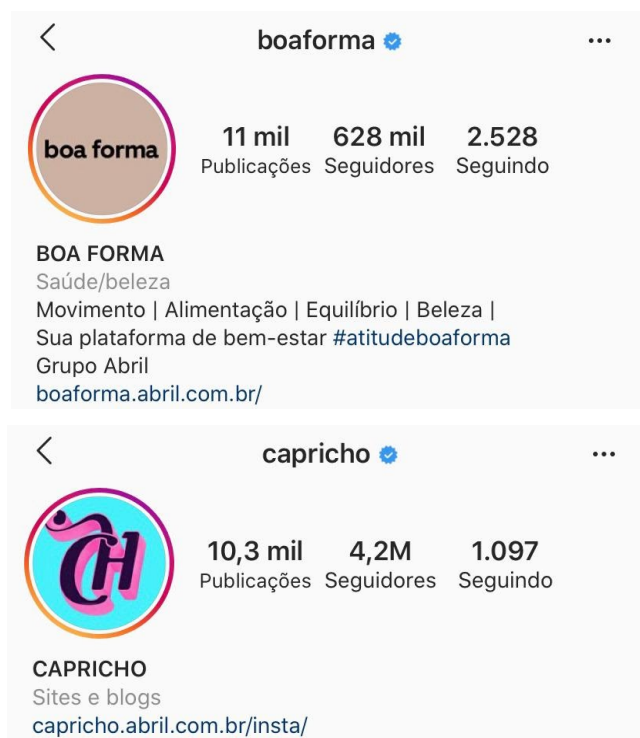 boaforma
...
boa forma
11 mil 628 mil 2.528
Publicações Seguidores Seguindo
BOA FORMA
Saúde/beleza
Movimento | Alimentação | Equilíbrio | Beleza |
Sua plataforma de bem-estar #atitudeboaforma
Grupo Abril
boaforma.abril.com.br/
capricho
...
CH
10,3 mil 4,2M 1.097
Publicações Seguidores Seguindo
CAPRICHO
Sites e blogs
capricho.abril.com.br/insta/